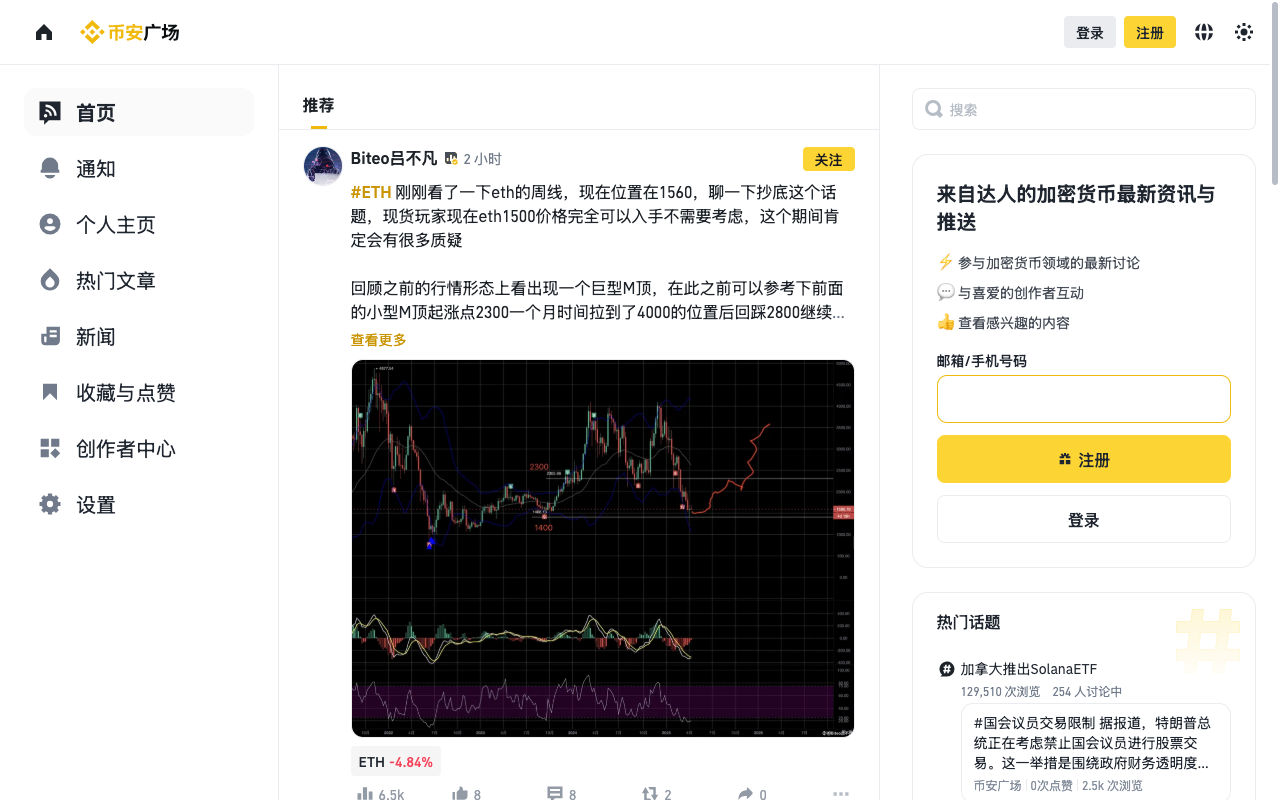 币安广场
登录
注册
首页
通知
个人主页
热门文章
新闻
收藏与点赞
创作者中心
设置
推荐
Biteo吕不凡 2 小时
关注
#ETH 刚刚看了一下eth的周线，现在位置在1560，聊一下抄底这个话
题，现货玩家现在eth1500价格完全可以入手不需要考虑，这个期间肯
定会有很多质疑
回顾之前的行情形态上看出现一个巨型M顶，在此之前可以参考下前面
的小型M顶起涨点2300一个月时间拉到了4000的位置后回踩2800继续...
查看更多
2300
1400
ETH -4.84%
6.5k
8
8
2
0
搜索
来自达人的加密货币最新资讯与
推送
参与加密货币领域的最新讨论
与喜爱的创作者互动
查看感兴趣的内容
邮箱/手机号码
注册
登录
热门话题
加拿大推出SolanaETF
129,510 次浏览 254 人讨论中
#国会议员交易限制 据报道，特朗普总
统正在考虑禁止国会议员进行股票交
易。这一举措是围绕政府财务透明度...
币安广场 0次点赞 2.5k 次浏览